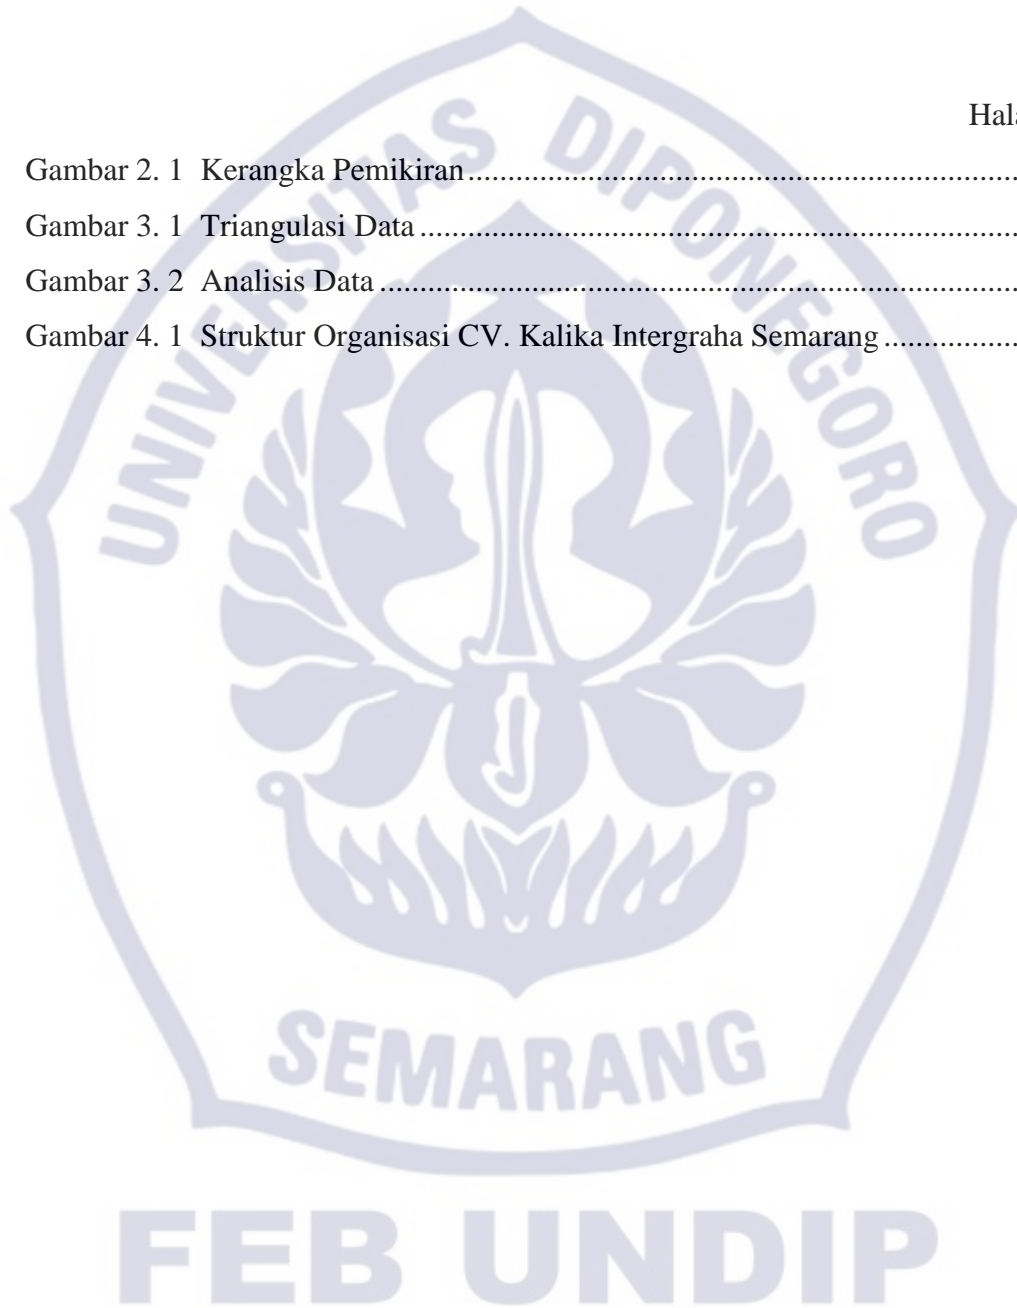 Hala
Gambar 2. 1 Kerangka Pemikiran
Gambar 3. 1 Triangulasi Data
Gambar 3. 2 Analisis Data
Gambar 4. 1 Struktur Organisasi CV. Kalika Intergraha Semarang
UNIVERSITAS DIPONEGORO
SEMARANG
FEB UNDIP